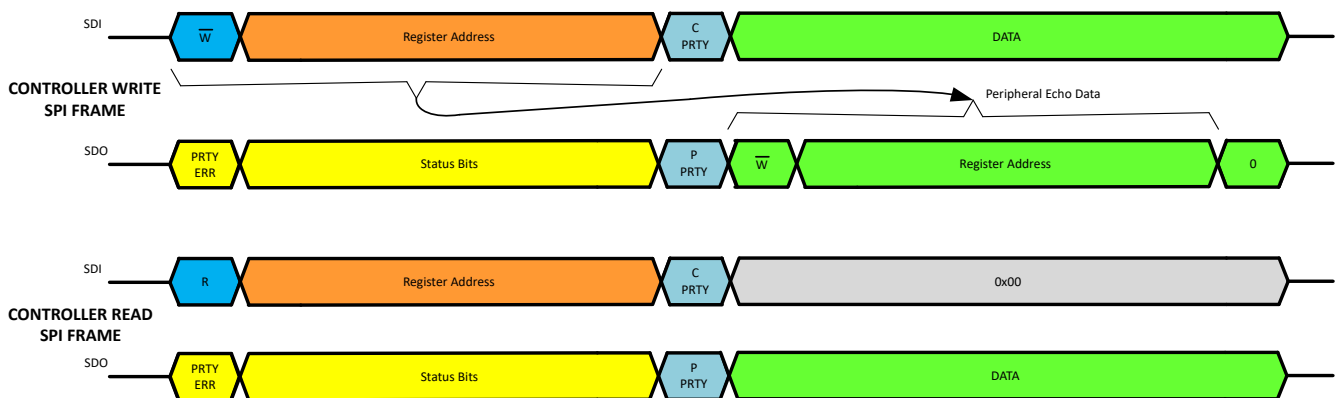 SDI
W̅
Register Address
C
PRTY
DATA
CONTROLLER WRITE
SPI FRAME
Peripheral Echo Data
SDO
PRTY
ERR
Status Bits
P
PRTY
W̅
Register Address
0
SDI
R
Register Address
C
PRTY
0x00
CONTROLLER READ
SPI FRAME
SDO
PRTY
ERR
Status Bits
P
PRTY
DATA